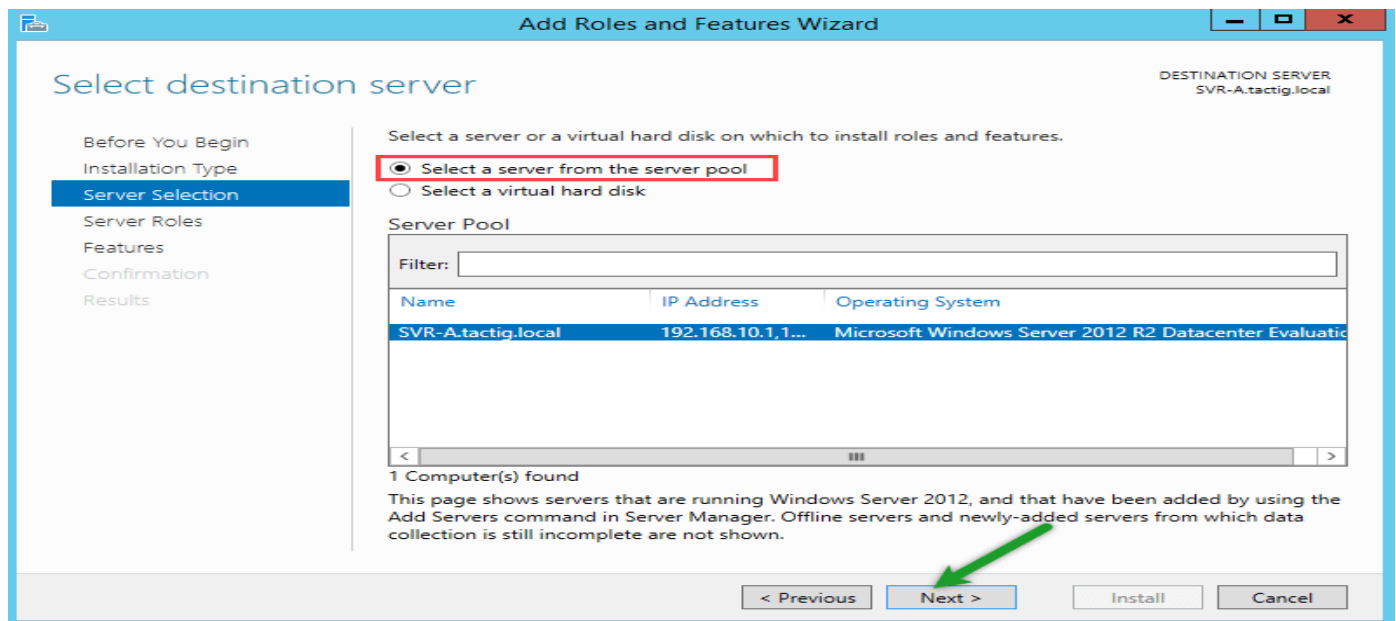 Add Roles and Features Wizard
Select destination server
DESTINATION SERVER
SVR-A.tactig.local
Before You Begin
Installation Type
Server Selection
Server Roles
Features
Confirmation
Results
Select a server or a virtual hard disk on which to install roles and features.
Select a server from the server pool
Select a virtual hard disk
Server Pool
Filter:
Name IP Address Operating System
SVR-A.tactig.local 192.168.10.1,1... Microsoft Windows Server 2012 R2 Datacenter Evaluatic
1 Computer(s) found
This page shows servers that are running Windows Server 2012, and that have been added by using the
Add Servers command in Server Manager. Offline servers and newly-added servers from which data
collection is still incomplete are not shown.
< Previous Next > Install Cancel